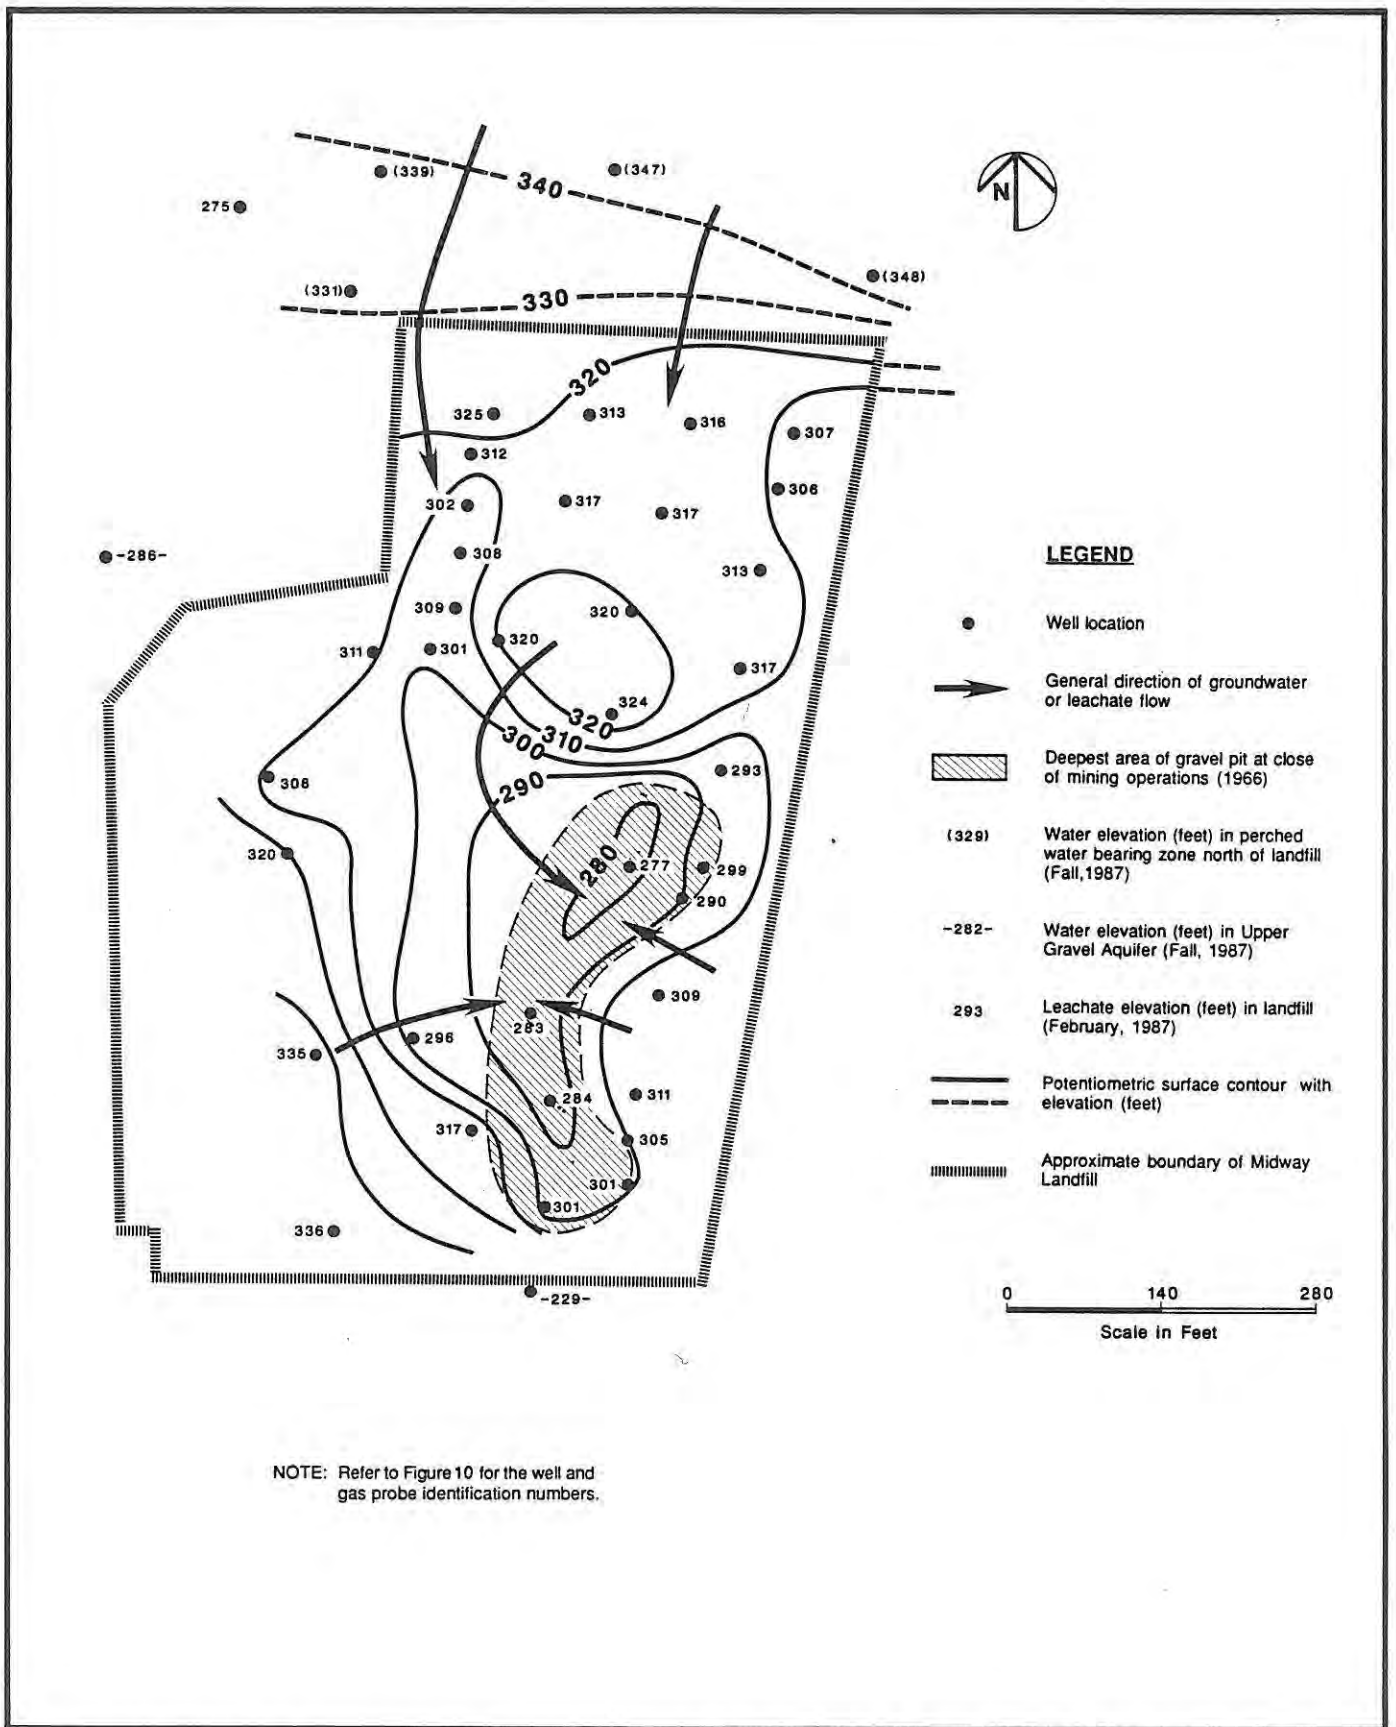 340
(339)
(347)
275
(348)
(331)
330
320
325
313
316
307
312
302
317
317
306
308
-286-
313
309
320
320
311
301
317
324
320
310
300
290
293
308
320
280
277
299
290
309
283
296
335
284
311
317
305
301
301
336
-229-
N
LEGEND
Well location
General direction of groundwater
or leachate flow
Deepest area of gravel pit at close
of mining operations (1966)
(329)
Water elevation (feet) in perched
water bearing zone north of landfill
(Fall,1987)
-282-
Water elevation (feet) in Upper
Gravel Aquifer (Fall, 1987)
293
Leachate elevation (feet) in landfill
(February, 1987)
Potentiometric surface contour with
elevation (feet)
Approximate boundary of Midway
Landfill
0 140 280
Scale in Feet
NOTE: Refer to Figure 10 for the well and
gas probe identification numbers.